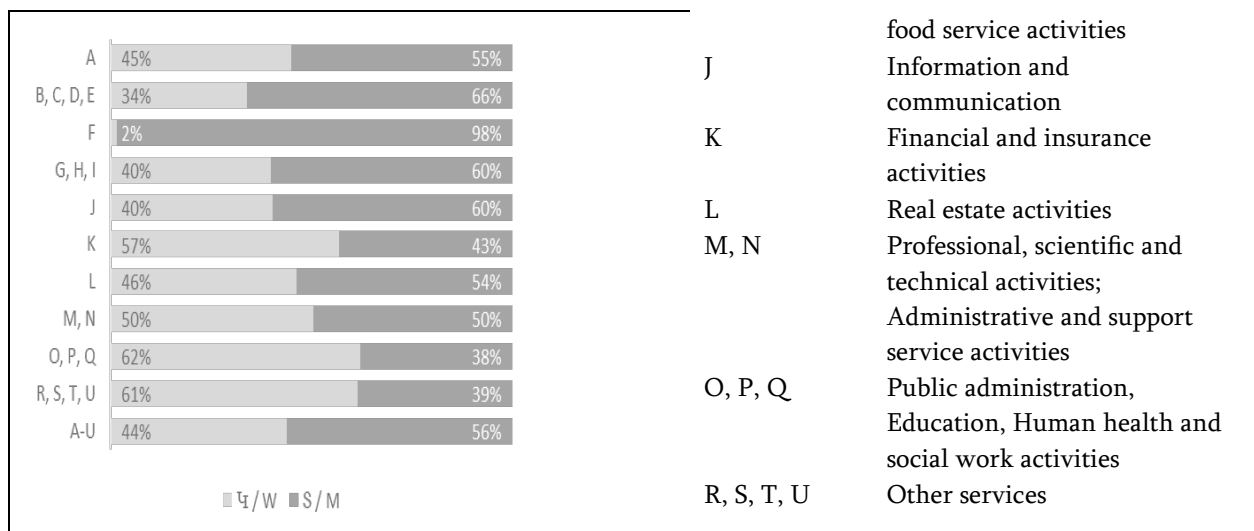 A 45% 55%
B, C, D, E 34% 66%
F 2% 98%
G, H, I 40% 60%
J 40% 60%
K 57% 43%
L 46% 54%
M, N 50% 50%
O, P, Q 62% 38%
R, S, T, U 61% 39%
A-U 44% 56%
Կ/W Տ/M
food service activities
J Information and
communication
K Financial and insurance
activities
L Real estate activities
M, N Professional, scientific and
technical activities;
Administrative and support
service activities
O, P, Q Public administration,
Education, Human health and
social work activities
R, S, T, U Other services